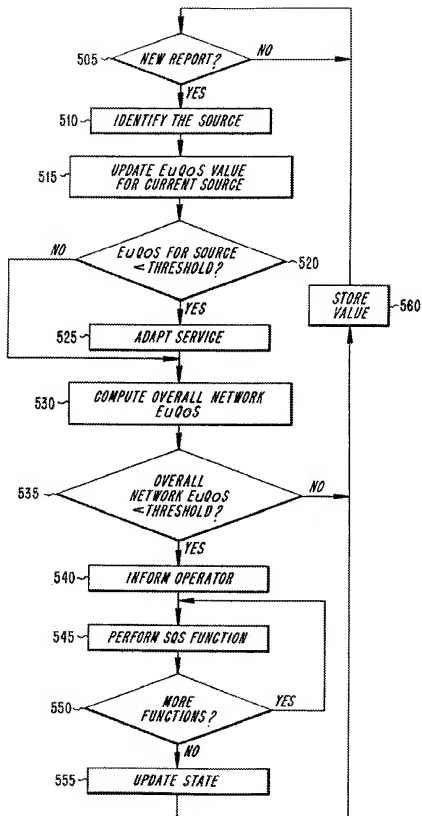 505
NEW REPORT?
NO
YES
510
IDENTIFY THE SOURCE
515
UPDATE EuQoS VALUE
FOR CURRENT SOURCE
NO
EuQoS FOR SOURCE
<THRESHOLD?
520
YES
STORE
VALUE
560
525
ADAPT SERVICE
530
COMPUTE OVERALL NETWORK
EuQoS
535
OVERALL
NETWORK EuQoS
<THRESHOLD?
NO
YES
540
INFORM OPERATOR
545
PERFORM SOS FUNCTION
550
MORE
FUNCTIONS?
YES
NO
555
UPDATE STATE